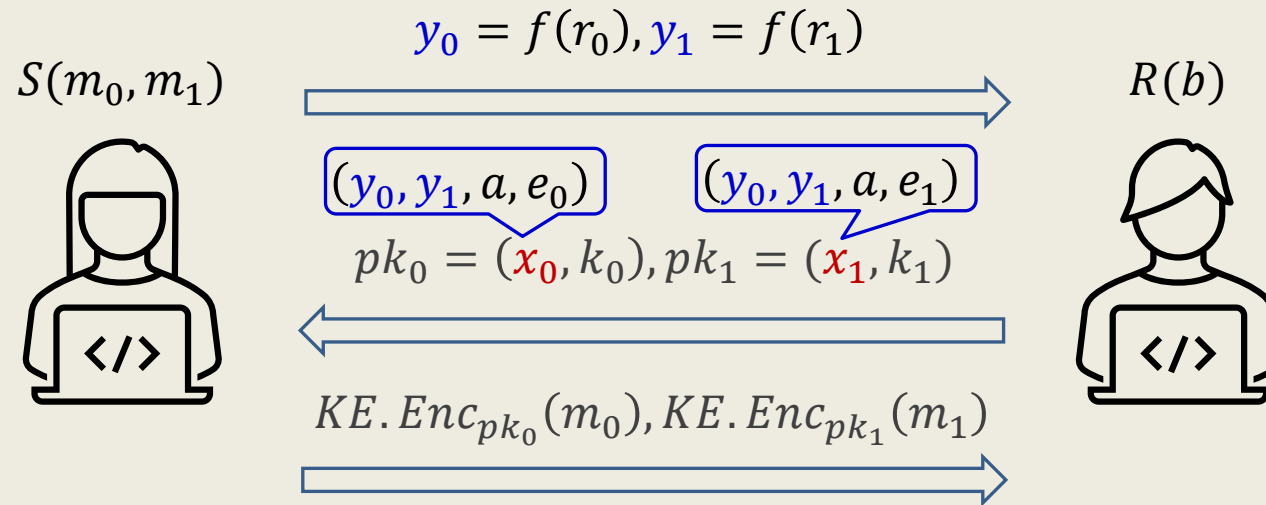 y_0 = f(r_0), y_1 = f(r_1)
S(m_0, m_1)
R(b)
(y_0, y_1, a, e_0)
(y_0, y_1, a, e_1)
pk_0 = (x_0, k_0), pk_1 = (x_1, k_1)
</>
</>
KE.Enc_{pk_0}(m_0), KE.Enc_{pk_1}(m_1)